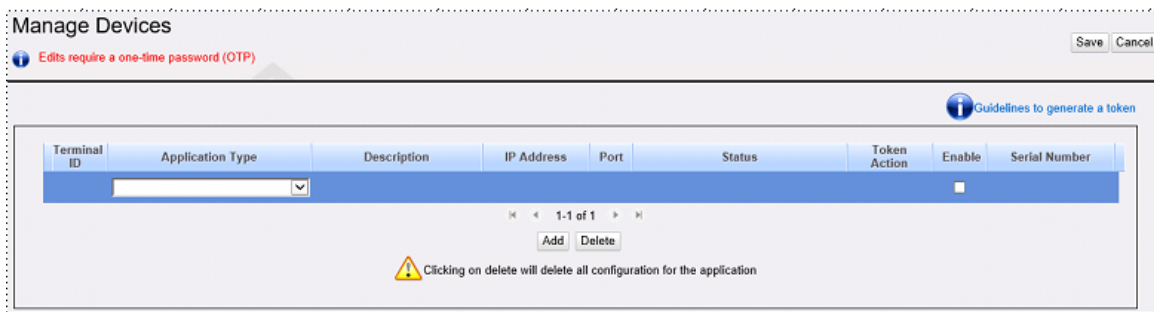 Manage Devices
Save Cancel
Edits require a one-time password (OTP)
Guidelines to generate a token
Terminal ID Application Type Description IP Address Port Status Token Action Enable Serial Number
1-1 of 1
Add Delete
Clicking on delete will delete all configuration for the application